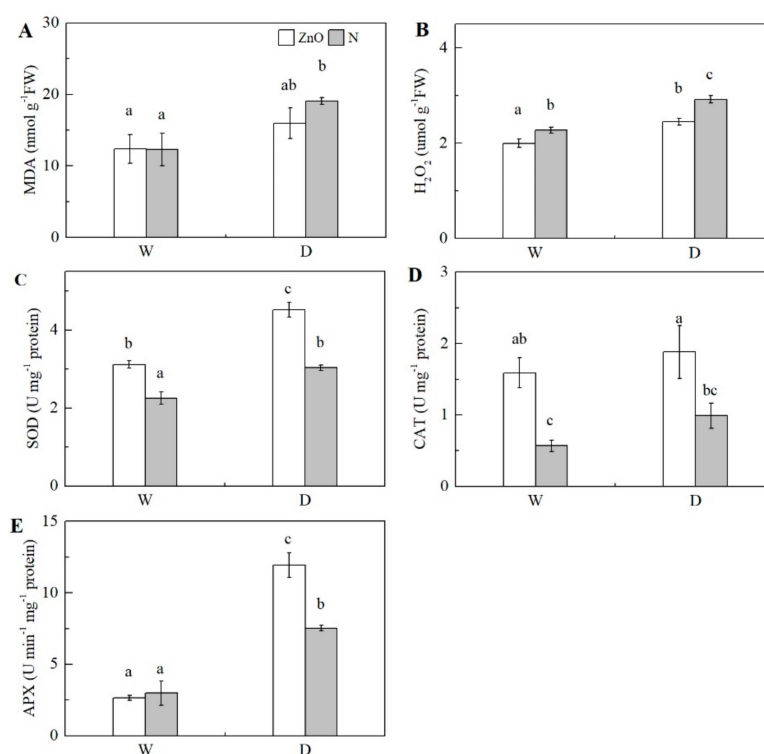 A
MDA (nmol g⁻¹FW)
30
20
10
0
ZnO N
a a ab b
W D
B
H₂O₂ (umol g⁻¹FW)
4
2
0
a b b c
W D
C
SOD (U mg⁻¹ protein)
4
2
0
b a c b
W D
D
CAT (U mg⁻¹ protein)
3
2
1
0
ab c a bc
W D
E
APX (U min⁻¹ mg⁻¹ protein)
15
10
5
0
a a c b
W D